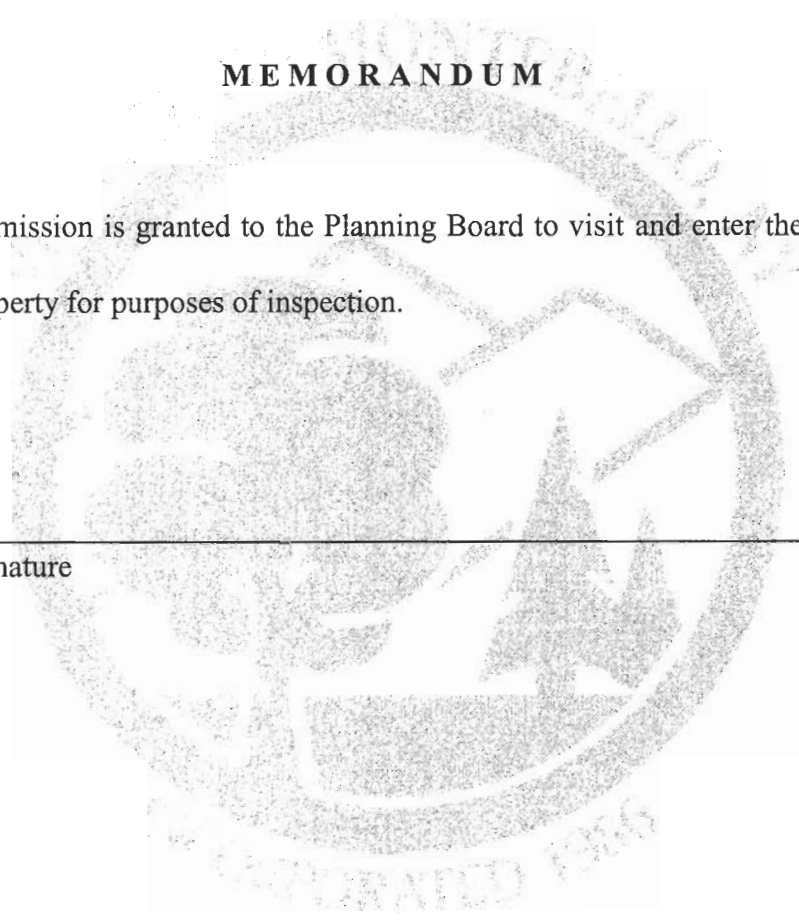 MEMORANDUM
mission is granted to the Planning Board to visit and enter the
perty for purposes of inspection.
nature
1986